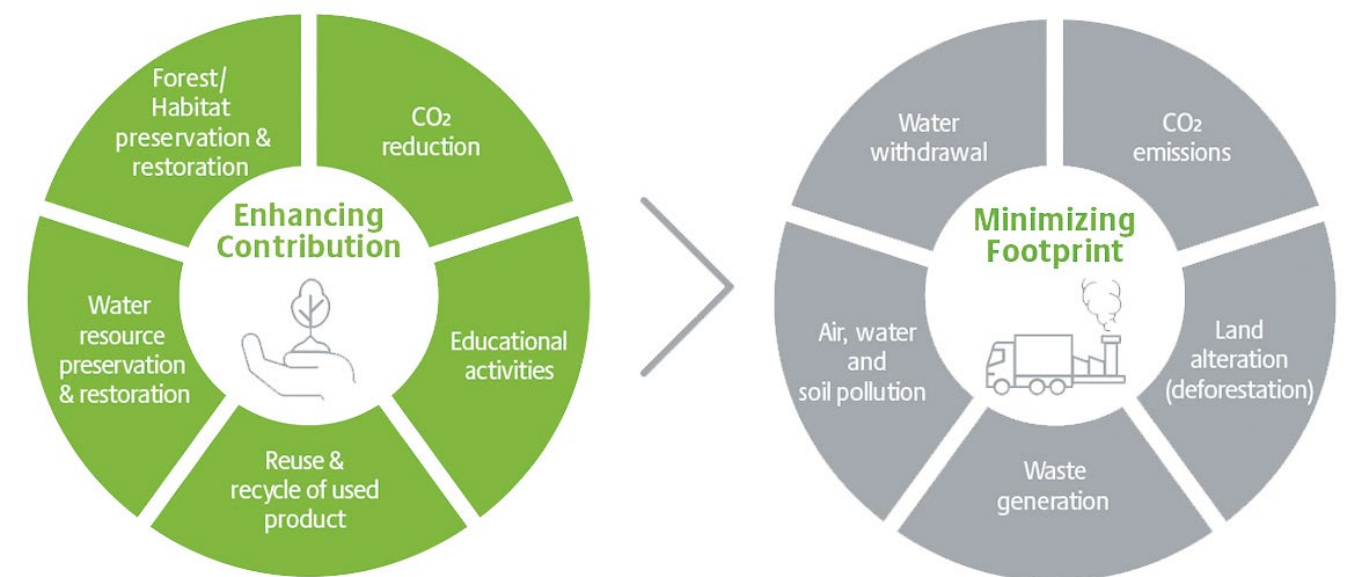 Forest/
Habitat
preservation &
restoration
CO₂
reduction
Enhancing
Contribution
Water
resource
preservation
& restoration
Educational
activities
Reuse &
recycle of used
product
Water
withdrawal
CO₂
emissions
Minimizing
Footprint
Air, water
and
soil pollution
Land
alteration
(deforestation)
Waste
generation